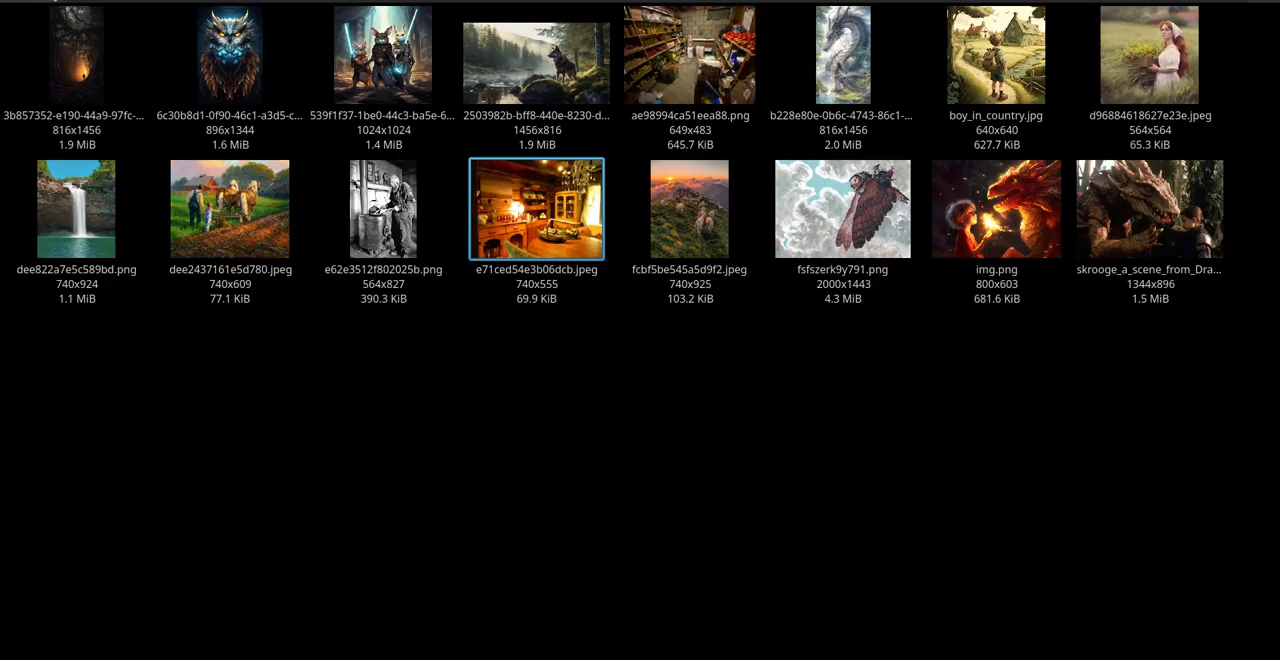 3b857352-e190-44a9-97fc-...
816x1456
1.9 MiB
6c30b8d1-0f90-46c1-a3d5-c...
896x1344
1.6 MiB
539f1f37-1be0-44c3-ba5e-6...
1024x1024
1.4 MiB
2503982b-bff8-440e-8230-d...
1456x816
1.9 MiB
ae98994ca51eea88.png
649x483
645.7 KiB
b228e80e-0b6c-4743-86c1-...
816x1456
2.0 MiB
boy_in_country.jpg
640x640
627.7 KiB
d96884618627e23e.jpeg
564x564
65.3 KiB
dee822a7e5c589bd.png
740x924
1.1 MiB
dee2437161e5d780.jpeg
740x609
77.1 KiB
e62e3512f802025b.png
564x827
390.3 KiB
e71ced54e3b06dcb.jpeg
740x555
69.9 KiB
fcbf5be545a5d9f2.jpeg
740x925
103.2 KiB
fsfszerk9y791.png
2000x1443
4.3 MiB
img.png
800x603
681.6 KiB
skrooge_a_scene_from_Dra...
1344x896
1.5 MiB